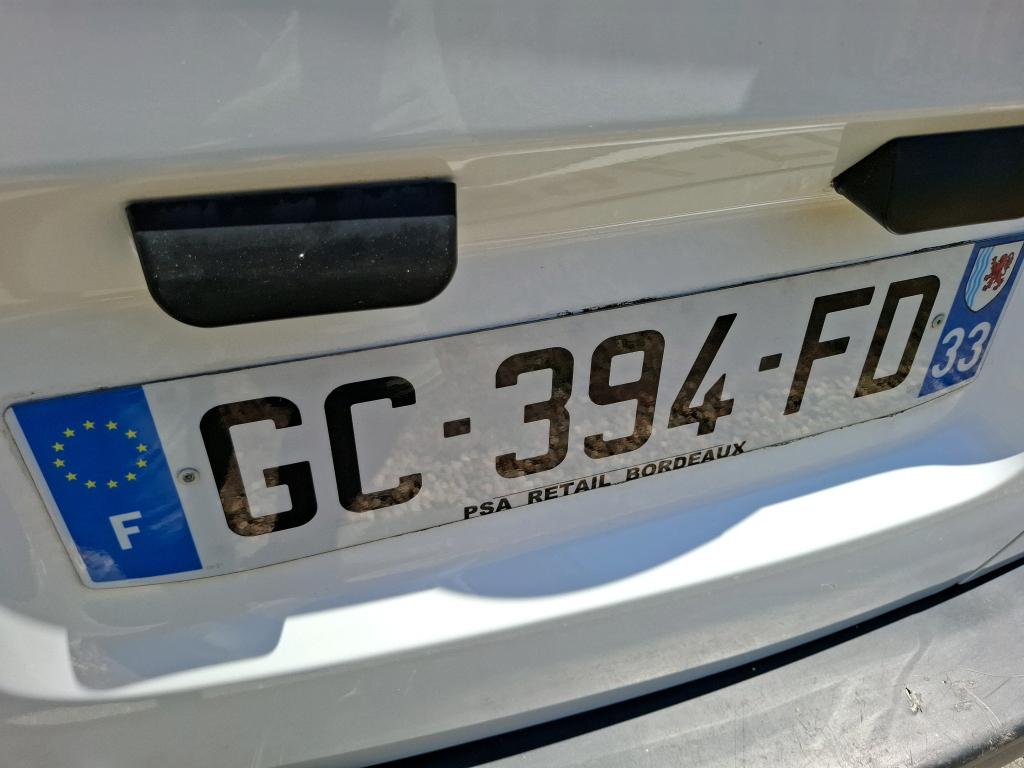 F
GC-394-FD
33
PSA RETAIL BORDEAUX